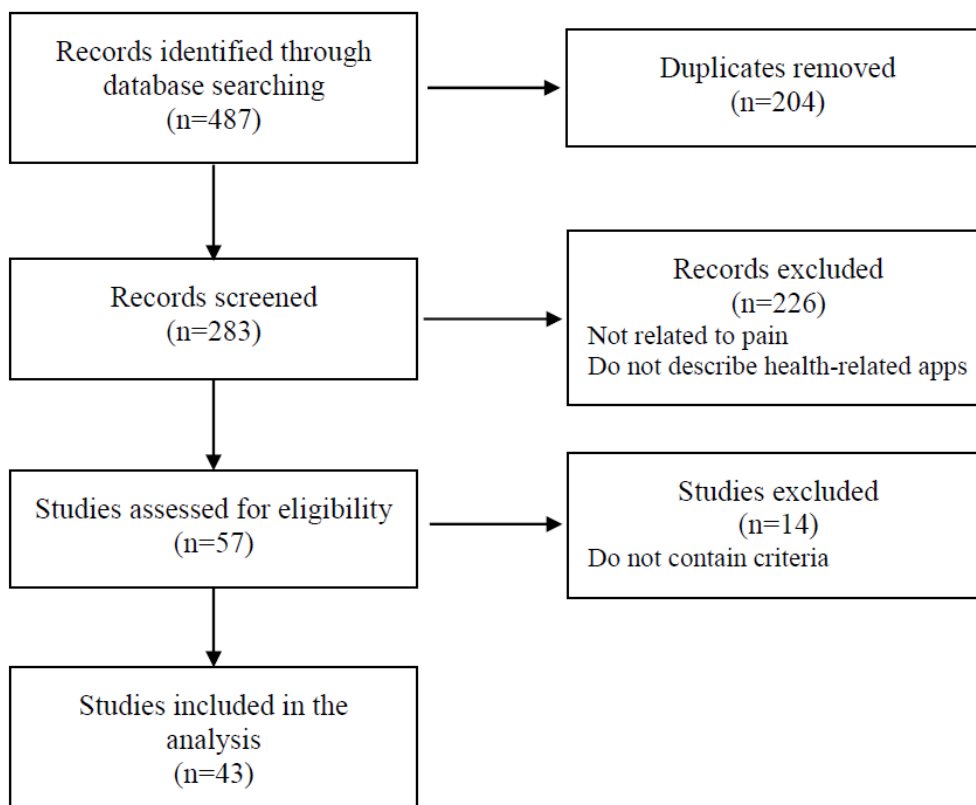 Records identified through
database searching
(n=487)
Duplicates removed
(n=204)
Records screened
(n=283)
Records excluded
(n=226)
Not related to pain
Do not describe health-related apps
Studies assessed for eligibility
(n=57)
Studies excluded
(n=14)
Do not contain criteria
Studies included in the
analysis
(n=43)